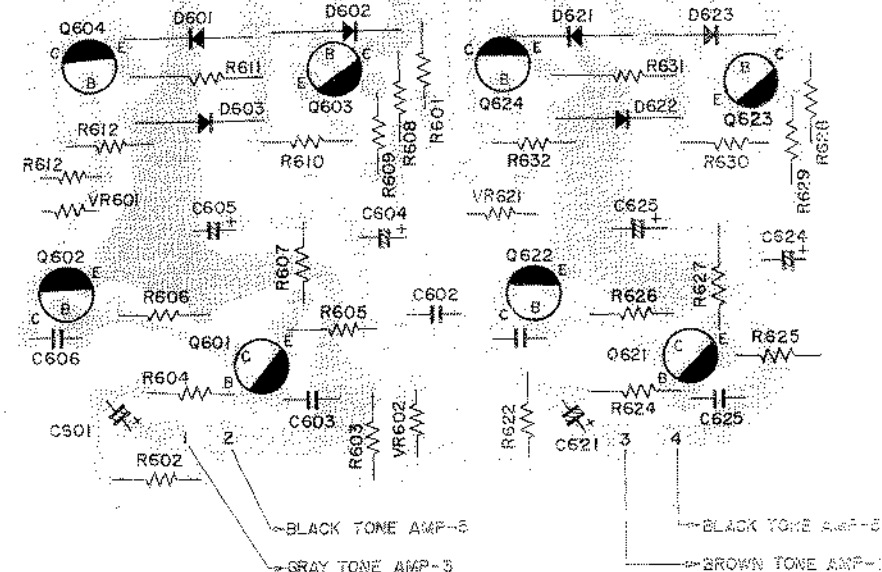 D601
D602
D621
D623
Q604
C
E
B
R611
B
C
E
Q603
R601
R608
R609
D603
R612
R610
R612
VR601
C
E
Q624
R631
B
E
Q623
D622
R632
R630
R628
R629
VR621
C605
C604
C625
C624
Q602
E
B
C
R607
Q622
E
B
C
R627
R606
R605
C602
R626
R625
C606
Q601
C
E
B
Q621
C
E
B
R604
C603
R603
VR602
R622
R624
C625
C601
1
2
C621
3
4
R602
BLACK TONE AMP-5
BLACK TONE
GRAY TONE AMP-3
BROWN TONE AMP-